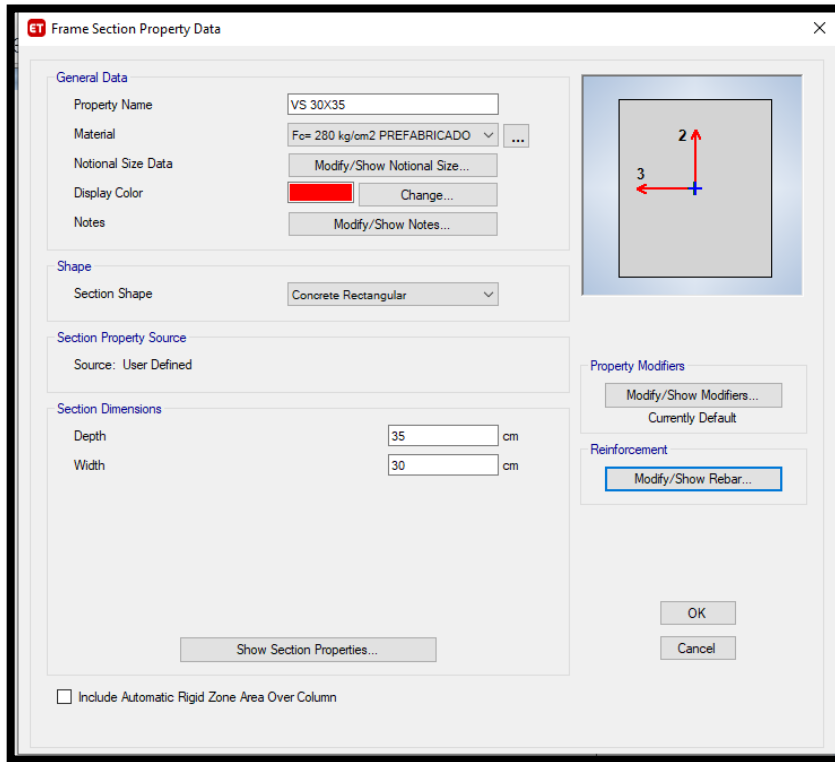 ET Frame Section Property Data
General Data
Property Name VS 30X35
Material Fc= 280 kg/cm2 PREFABRICADO ...
Notional Size Data Modify/Show Notional Size...
Display Color Change...
Notes Modify/Show Notes...
2
3
Shape
Section Shape Concrete Rectangular
Section Property Source
Source: User Defined
Property Modifiers
Modify/Show Modifiers...
Currently Default
Section Dimensions
Depth 35 cm
Width 30 cm
Reinforcement
Modify/Show Rebar...
OK
Cancel
Show Section Properties...
Include Automatic Rigid Zone Area Over Column